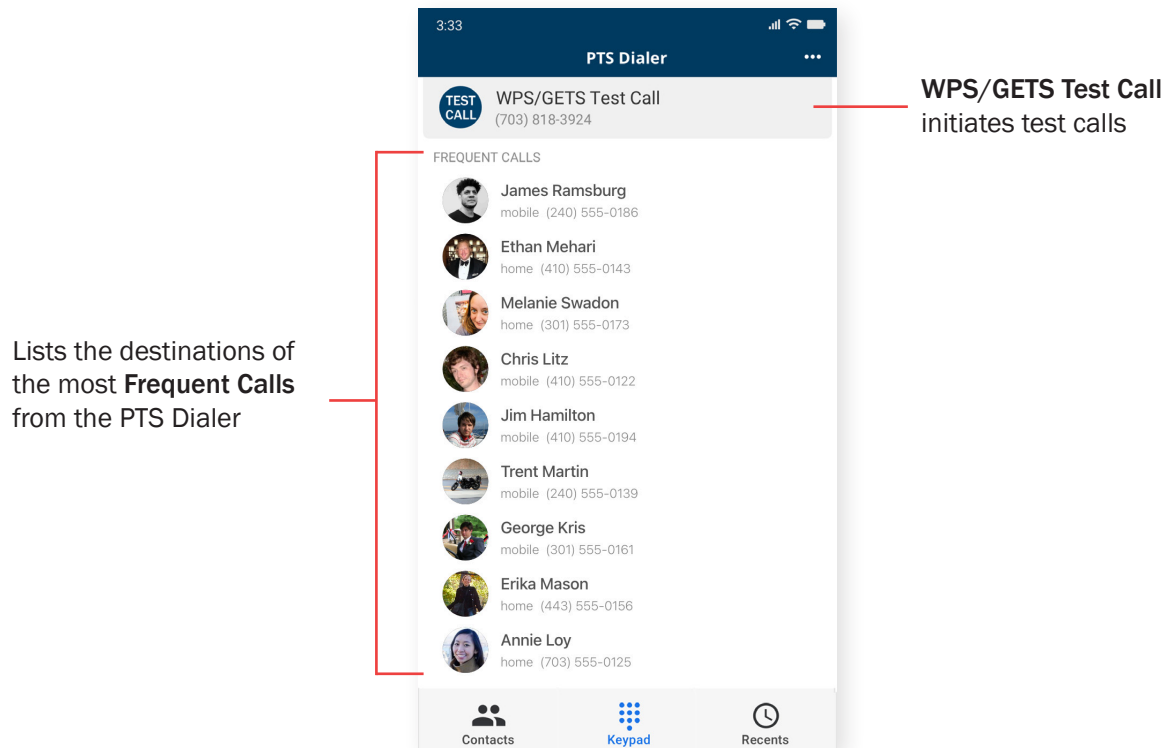 3:33
PTS Dialer
TEST
CALL
WPS/GETS Test Call
(703) 818-3924
WPS/GETS Test Call
initiates test calls
FREQUENT CALLS
James Ramsburg
mobile (240) 555-0186
Ethan Mehari
home (410) 555-0143
Melanie Swadon
home (301) 555-0173
Chris Litz
mobile (410) 555-0122
Jim Hamilton
mobile (410) 555-0194
Trent Martin
mobile (240) 555-0139
George Kris
mobile (301) 555-0161
Erika Mason
home (443) 555-0156
Annie Loy
home (703) 555-0125
Lists the destinations of
the most Frequent Calls
from the PTS Dialer
Contacts
Keypad
Recents